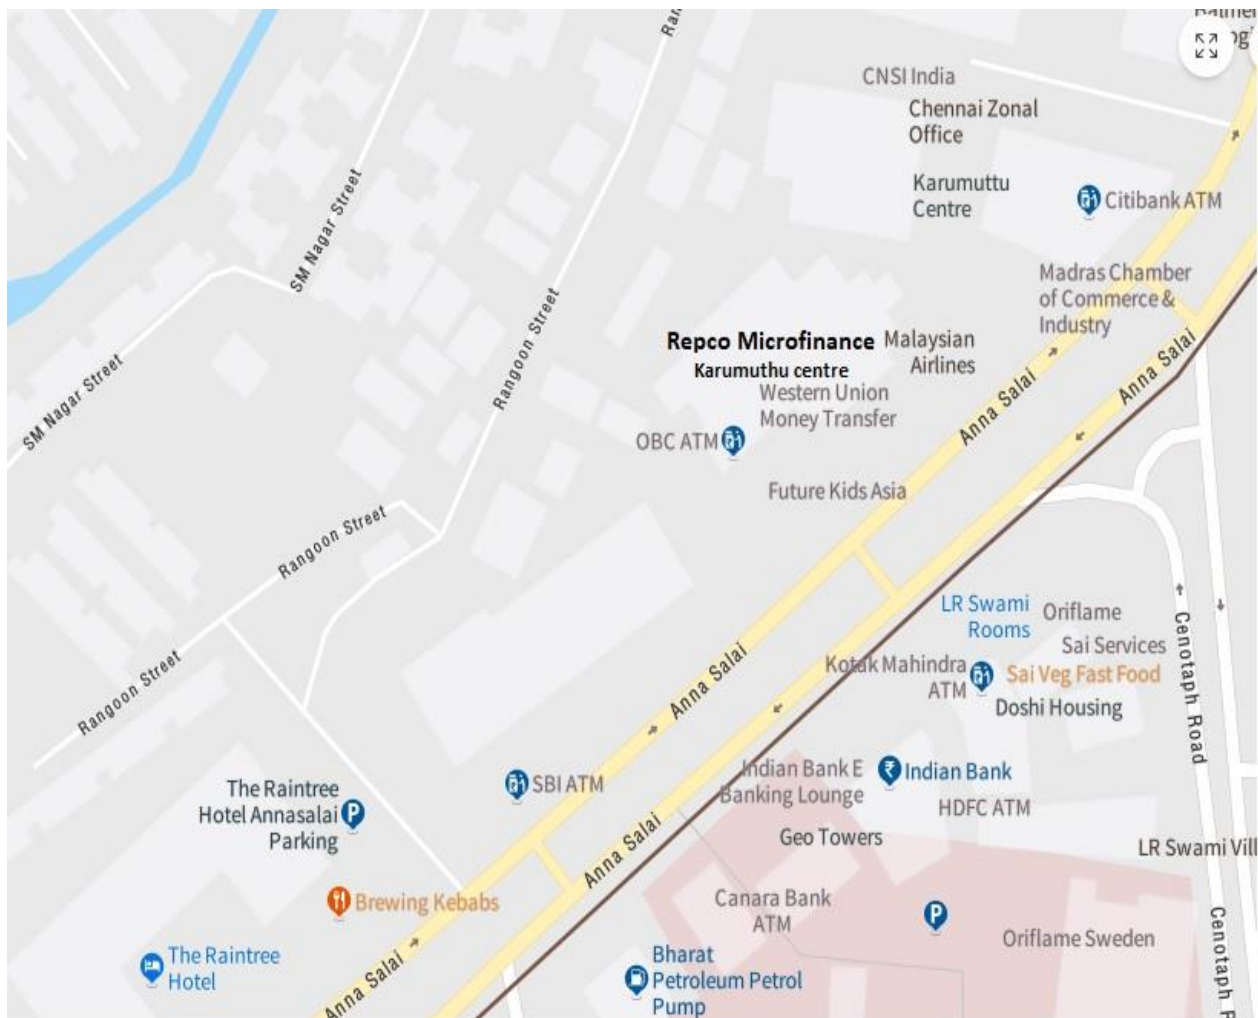 Ran
CNSI India
Chennai Zonal
Office
Karumuttu
Centre
Citibank ATM
SM Nagar Street
Madras Chamber
of Commerce &
Industry
Rangoon Street
Repco Microfinance
Karumuthu centre
Malaysian
Airlines
Anna Salai
SM Nagar Street
Western Union
Money Transfer
Anna Salai
OBC ATM
Future Kids Asia
Rangoon Street
LR Swami
Rooms
Oriflame
Sai Services
Kotak Mahindra
ATM
Sai Veg Fast Food
Doshi Housing
Cenotaph Road
Rangoon Street
Anna Salai
The Raintree
Hotel Annasalai
Parking
P
SBI ATM
Indian Bank E
Banking Lounge
₹
Indian Bank
HDFC ATM
Anna Salai
Geo Towers
LR Swami Vill
Brewing Kebabs
Canara Bank
ATM
P
Oriflame Sweden
Cenotaph R
The Raintree
Hotel
Anna Salai
Bharat
Petroleum Petrol
Pump